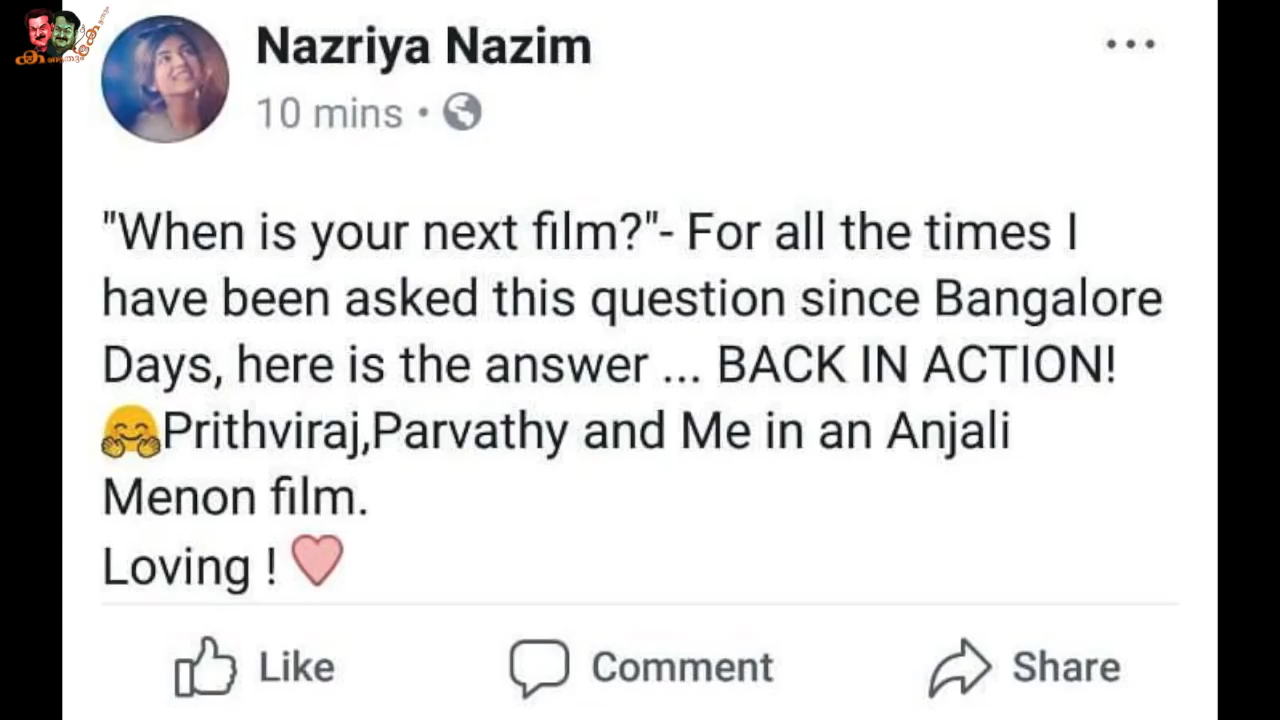 Nazriya Nazim
10 mins •
"When is your next film?"- For all the times I
have been asked this question since Bangalore
Days, here is the answer ... BACK IN ACTION!
🤗Prithviraj,Parvathy and Me in an Anjali
Menon film.
Loving ! ❤
Like
Comment
Share